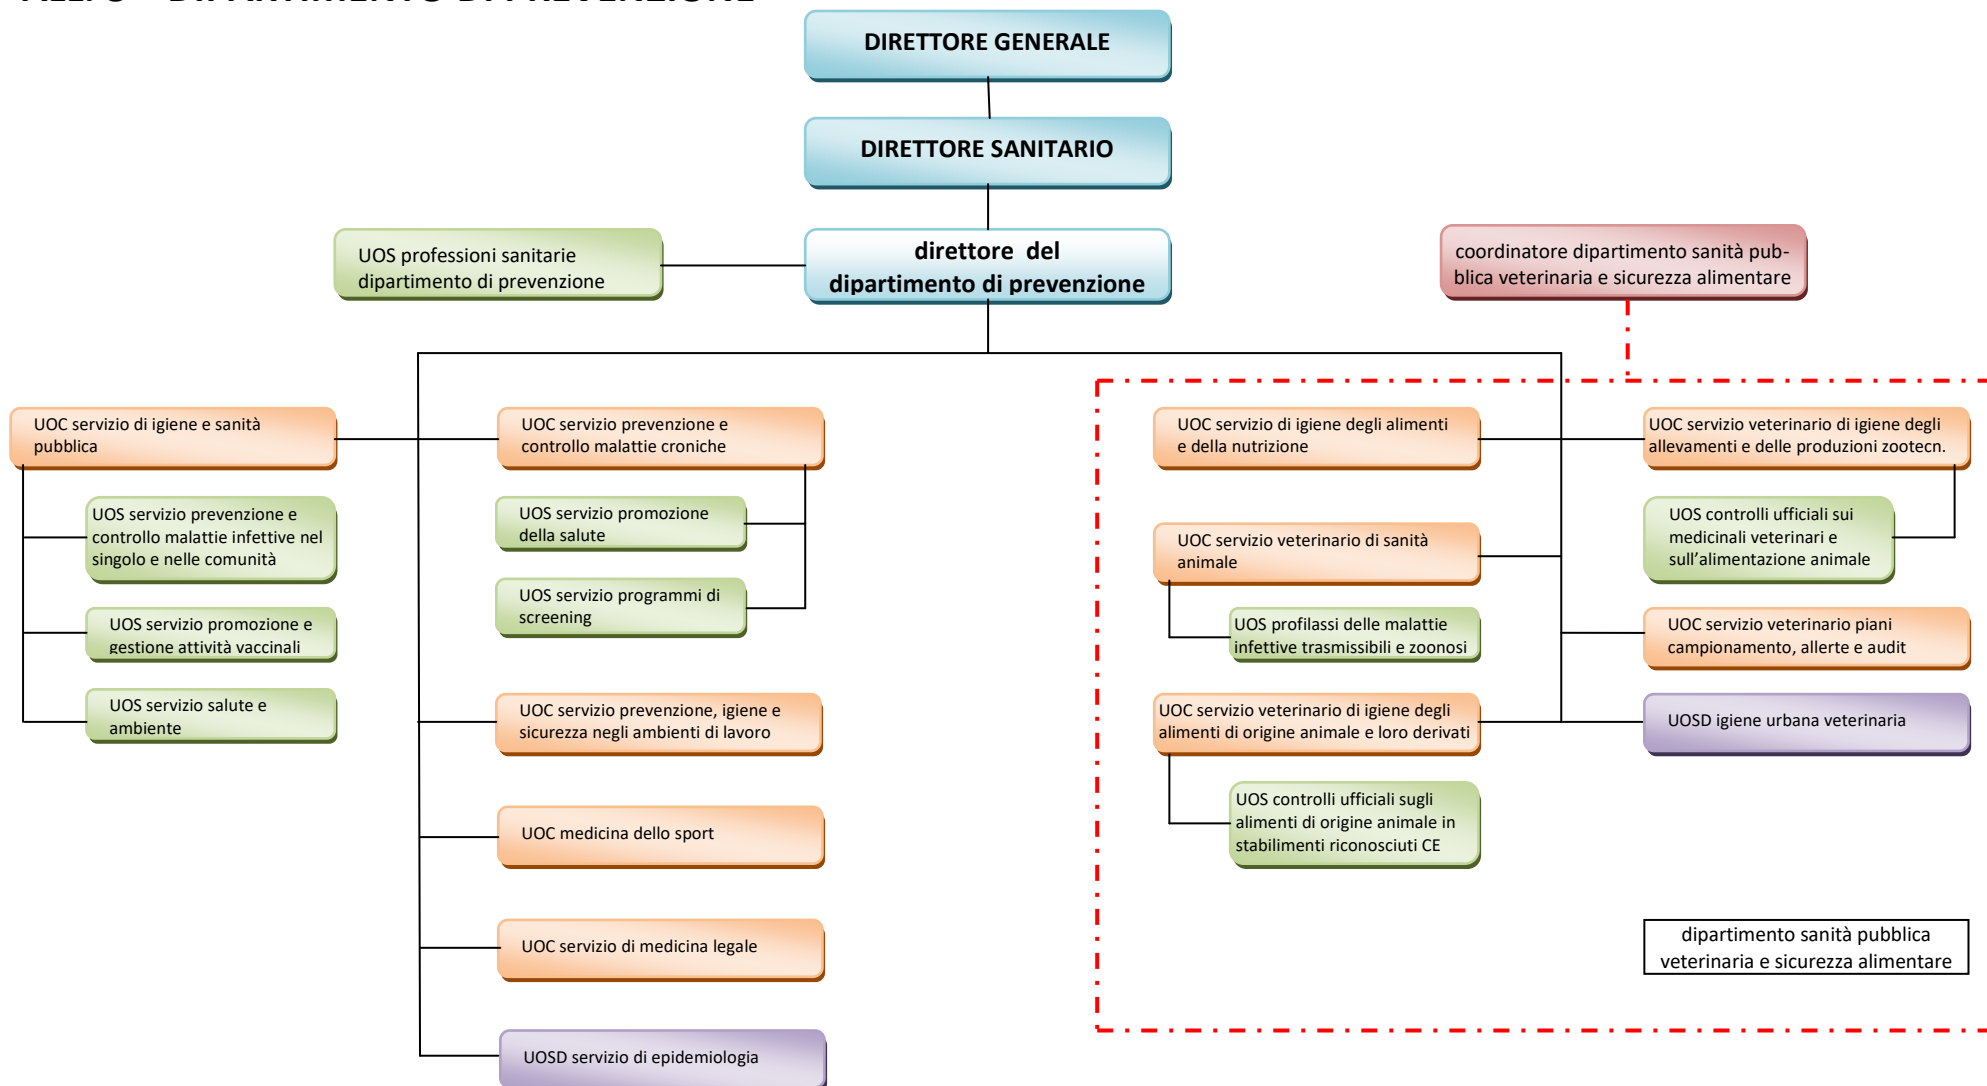 DIPARTIMENTO DI PREVENZIONE
DIRETTORE GENERALE
DIRETTORE SANITARIO
direttore del
dipartimento di prevenzione
UOS professioni sanitarie
dipartimento di prevenzione
coordinatore dipartimento sanità pub-
blica veterinaria e sicurezza alimentare
UOC servizio di igiene e sanità
pubblica
UOS servizio prevenzione e
controllo malattie infettive nel
singolo e nelle comunità
UOS servizio promozione e
gestione attività vaccinali
UOS servizio salute e
ambiente
UOC servizio prevenzione e
controllo malattie croniche
UOS servizio promozione
della salute
UOS servizio programmi di
screening
UOC servizio prevenzione, igiene e
sicurezza negli ambienti di lavoro
UOC medicina dello sport
UOC servizio di medicina legale
UOSD servizio di epidemiologia
UOC servizio di igiene degli alimenti
e della nutrizione
UOC servizio veterinario di sanità
animale
UOS profilassi delle malattie
infettive trasmissibili e zoonosi
UOC servizio veterinario di igiene degli
alimenti di origine animale e loro derivati
UOS controlli ufficiali sugli
alimenti di origine animale in
stabilimenti riconosciuti CE
UOC servizio veterinario di igiene degli
allevamenti e delle produzioni zootecn.
UOS controlli ufficiali sui
medicinali veterinari e
sull'alimentazione animale
UOC servizio veterinario piani
campionamento, allerte e audit
UOSD igiene urbana veterinaria
dipartimento sanità pubblica
veterinaria e sicurezza alimentare